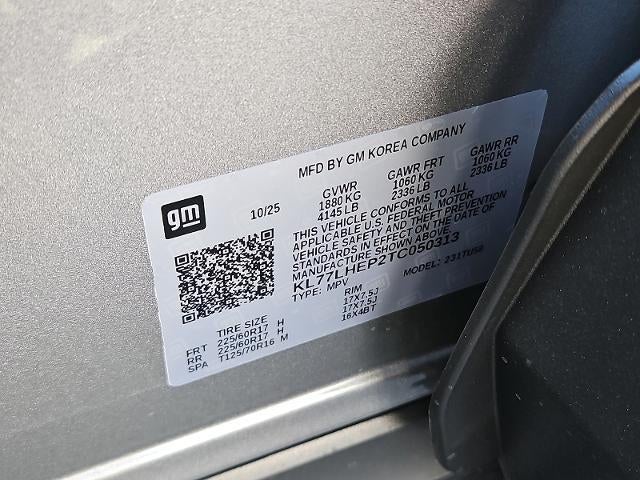 MFD BY GM KOREA COMPANY
gm
10/25
GVWR GAWR FRT GAWR RR
1880 KG 1060 KG 1060 KG
4145 LB 2336 LB 2336 LB
THIS VEHICLE CONFORMS TO ALL
APPLICABLE U.S. FEDERAL MOTOR
VEHICLE SAFETY AND THEFT PREVENTION
STANDARDS IN EFFECT ON THE DATE OF
MANUFACTURE SHOWN ABOVE.
KL77LHEP2TC050313
TYPE: MPV MODEL: 231TU58
TIRE SIZE RIM
FRT 225/60R17 H 17X7.5J
RR 225/60R17 H 17X7.5J
SPA T125/70R16 M 16X4BT